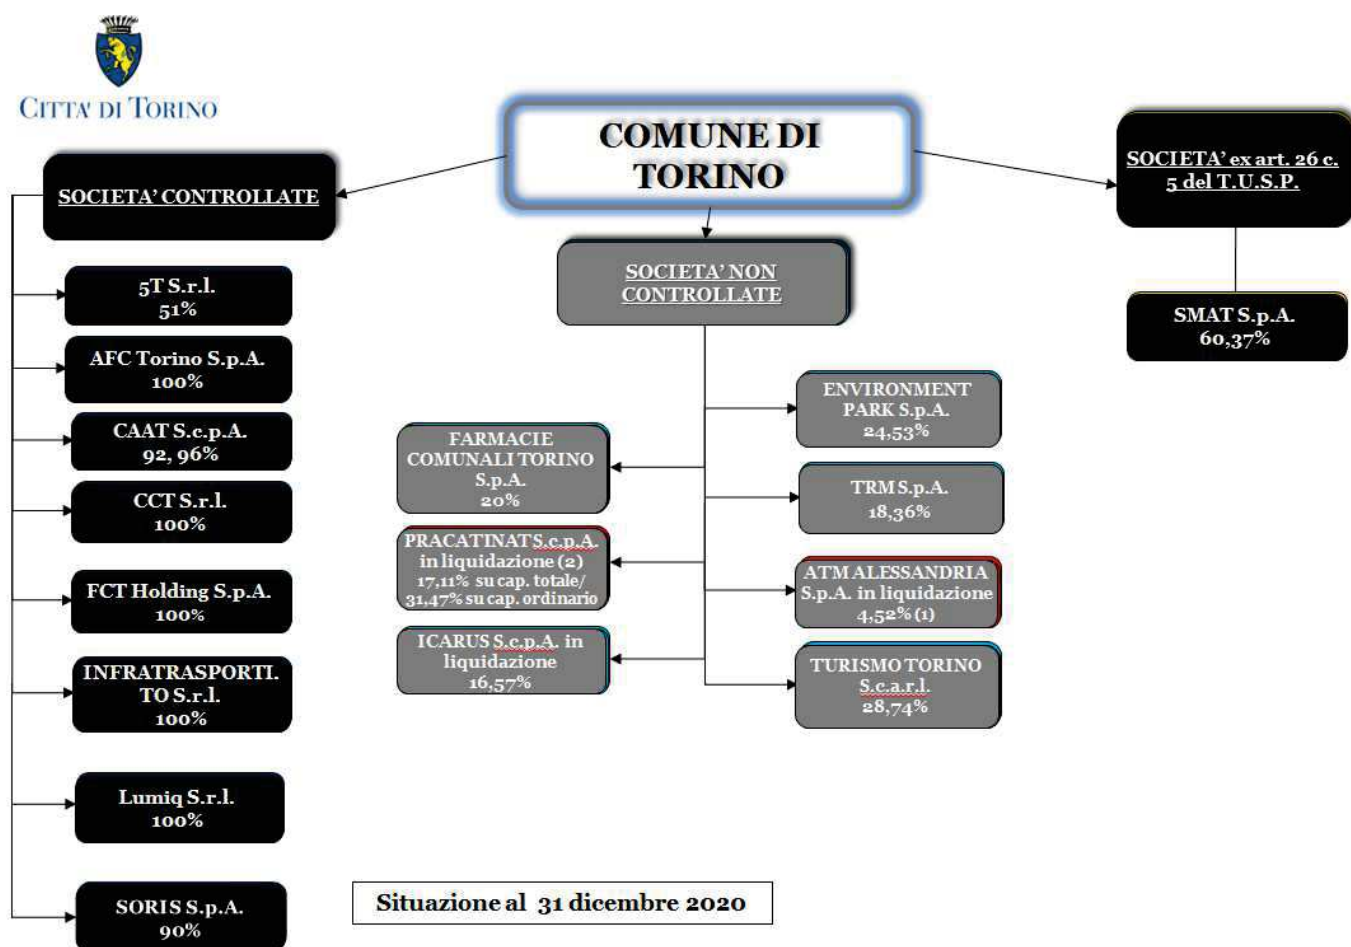 CITTA' DI TORINO
COMUNE DI
TORINO
SOCIETA' CONTROLLATE
5T S.r.l.
51%
AFC Torino S.p.A.
100%
CAAT S.c.p.A.
92, 96%
CCT S.r.l.
100%
FCT Holding S.p.A.
100%
INFRATRASPORTI.
TO S.r.l.
100%
Lumiq S.r.l.
100%
SORIS S.p.A.
90%
SOCIETA' NON
CONTROLLATE
FARMACIE
COMUNALI TORINO
S.p.A.
20%
PRACATINAT S.c.p.A.
in liquidazione (2)
17,11% su cap. totale/
31,47% su cap. ordinario
ICARUS S.c.p.A. in
liquidazione
16,57%
ENVIRONMENT
PARK S.p.A.
24,53%
TRM S.p.A.
18,36%
ATM ALESSANDRIA
S.p.A. in liquidazione
4,52% (1)
TURISMO TORINO
S.c.a.r.l.
28,74%
SOCIETA' ex art. 26 c.
5 del T.U.S.P.
SMAT S.p.A.
60,37%
Situazione al 31 dicembre 2020